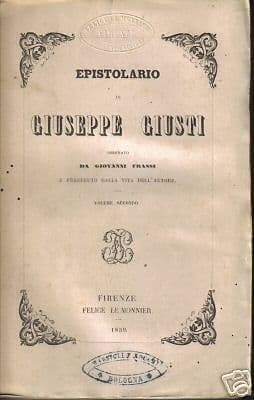 EPISTOLARIO
DI
GIUSEPPE GIUSTI
ORDINATO
DA GIOVANNI FRASSI
E PRECEDUTO DALLA VITA DELL'AUTORE.
VOLUME SECONDO
FIRENZE
FELICE LE MONNIER
1859.
BOLOGNA